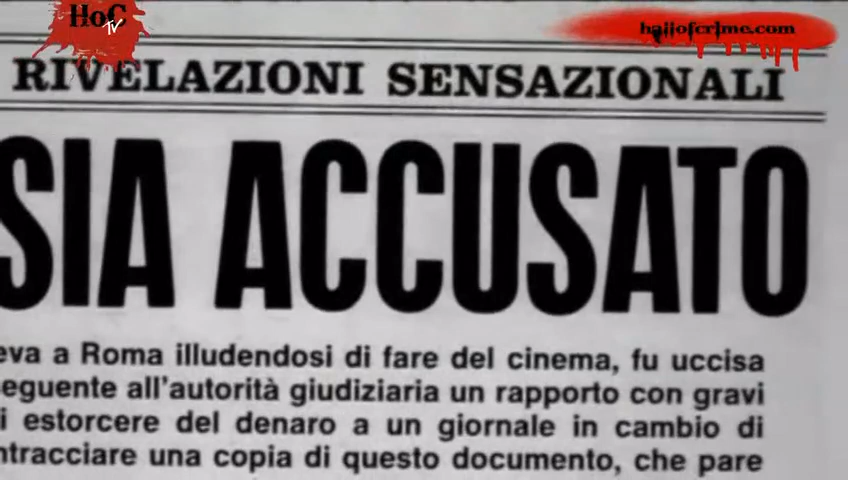 HoC
TV
hallofcrime.com
RIVELAZIONI SENSAZIONALI
SIA ACCUSATO
eva a Roma illudendosi di fare del cinema, fu uccisa
seguente all'autorità giudiziaria un rapporto con gravi
i estorcere del denaro a un giornale in cambio di
ntracciare una copia di questo documento, che pare